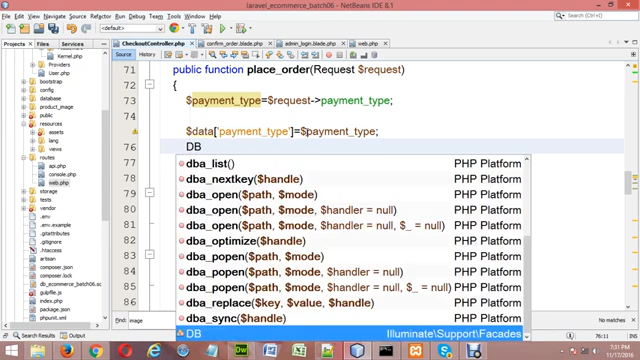 laravel_ecommerce_batch06 - NetBeans IDE 8.1
File Edit View Navigate Source Refactor Run Debug Team Tools Window Help
<default>
Projects
Files
Services
CheckoutController.php
confirm_order.blade.php
admin_login.blade.php
web.php
Source
History
Kernel.php
Providers
User.php
bootstrap
config
database
product_image
public
resources
assets
lang
views
routes
api.php
console.php
web.php
storage
tests
vendor
.env
.env.example
.gitattributes
.gitignore
.htaccess
artisan
composer.json
composer.lock
db_ecommerce_batch06.sql
gulpfile.js
index.php
phpunit.xml
71 public function place_order(Request $request)
72 {
73 $payment_type=$request->payment_type;
74
$data['payment_type']=$payment_type;
76 DB
77
dba_list() PHP Platform
78 dba_nextkey($handle) PHP Platform
79 dba_open($path, $mode) PHP Platform
80 dba_open($path, $mode, $handler = null) PHP Platform
81 dba_open($path, $mode, $handler = null, $_ = null) PHP Platform
82 dba_optimize($handle) PHP Platform
83 dba_popen($path, $mode) PHP Platform
84 dba_popen($path, $mode, $handler = null) PHP Platform
85 dba_popen($path, $mode, $handler = null, $_ = null) PHP Platform
86 dba_replace($key, $value, $handle) PHP Platform
dba_sync($handle) PHP Platform
DB Illuminate\Support\Facades
Find: image
No matches
Search Results
Output
76:11
INS
7:31 PM
11/17/2016